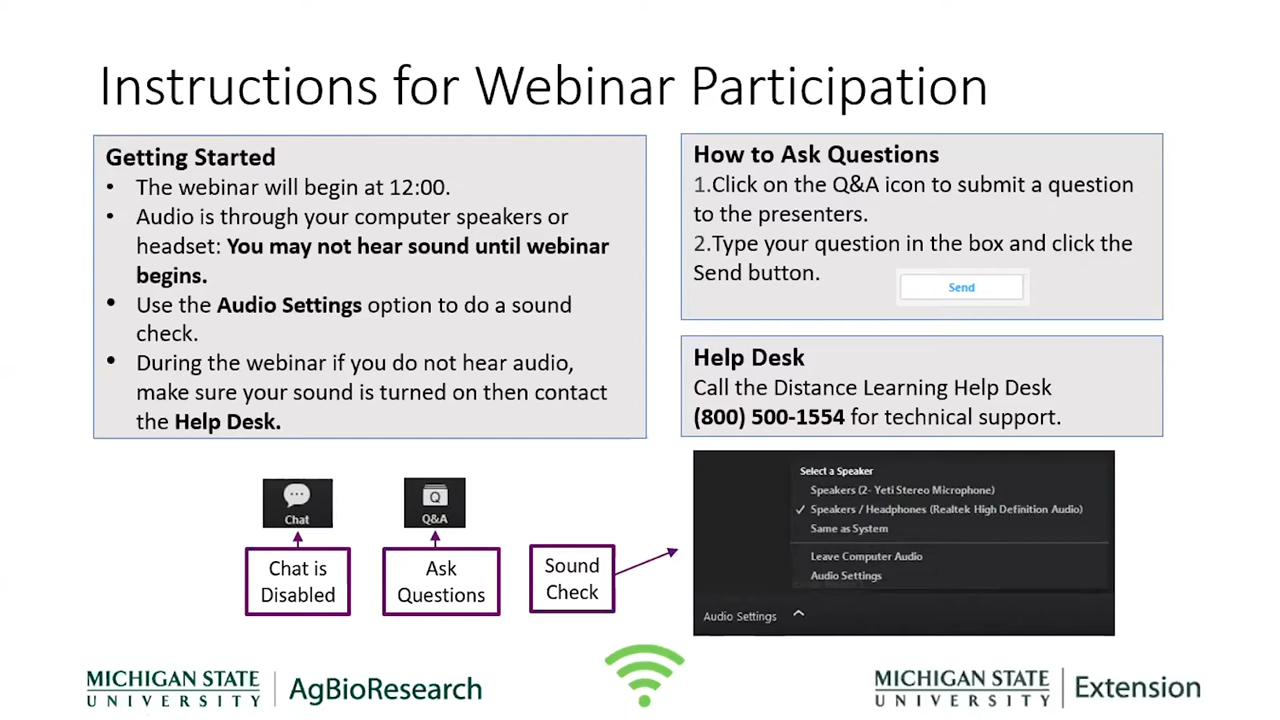 Instructions for Webinar Participation
Getting Started
• The webinar will begin at 12:00.
• Audio is through your computer speakers or
headset: You may not hear sound until webinar
begins.
• Use the Audio Settings option to do a sound
check.
• During the webinar if you do not hear audio,
make sure your sound is turned on then contact
the Help Desk.
How to Ask Questions
1.Click on the Q&A icon to submit a question
to the presenters.
2.Type your question in the box and click the
Send button.
Send
Help Desk
Call the Distance Learning Help Desk
(800) 500-1554 for technical support.
Chat
Chat is
Disabled
Q
Q&A
Ask
Questions
Sound
Check
Select a Speaker
Speakers (2- Yeti Stereo Microphone)
✓ Speakers / Headphones (Realtek High Definition Audio)
Same as System
Leave Computer Audio
Audio Settings
Audio Settings
MICHIGAN STATE
UNIVERSITY
AgBioResearch
MICHIGAN STATE
UNIVERSITY
Extension